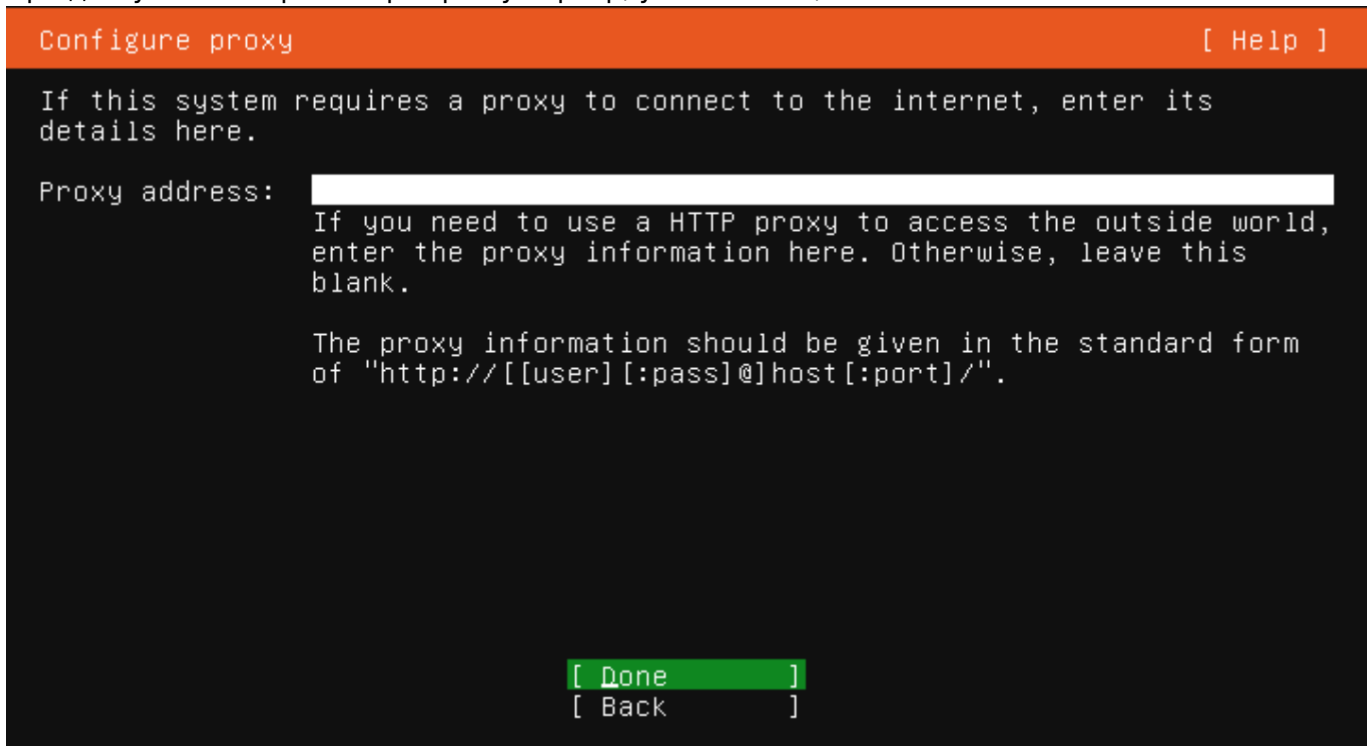 Configure proxy [ Help ]
If this system requires a proxy to connect to the internet, enter its
details here.
Proxy address:
If you need to use a HTTP proxy to access the outside world,
enter the proxy information here. Otherwise, leave this
blank.
The proxy information should be given in the standard form
of "http://[[user][:pass]@]host[:port]/".
[ Done ]
[ Back ]